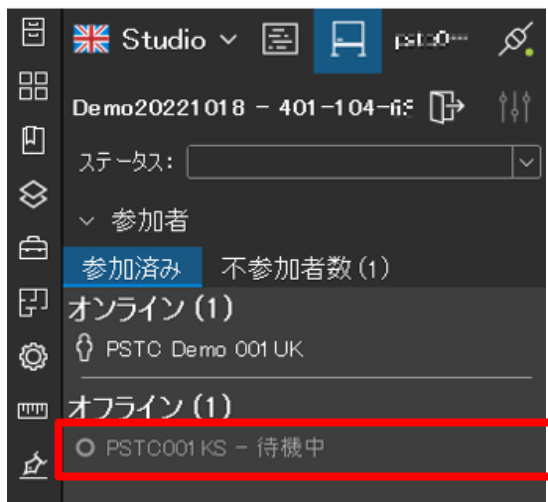 Studio
Demo20221018 - 401-104-
ステータス:
参加者
参加済み 不参加者数(1)
オンライン(1)
PSTC Demo 001UK
オフライン(1)
PSTC001KS - 待機中